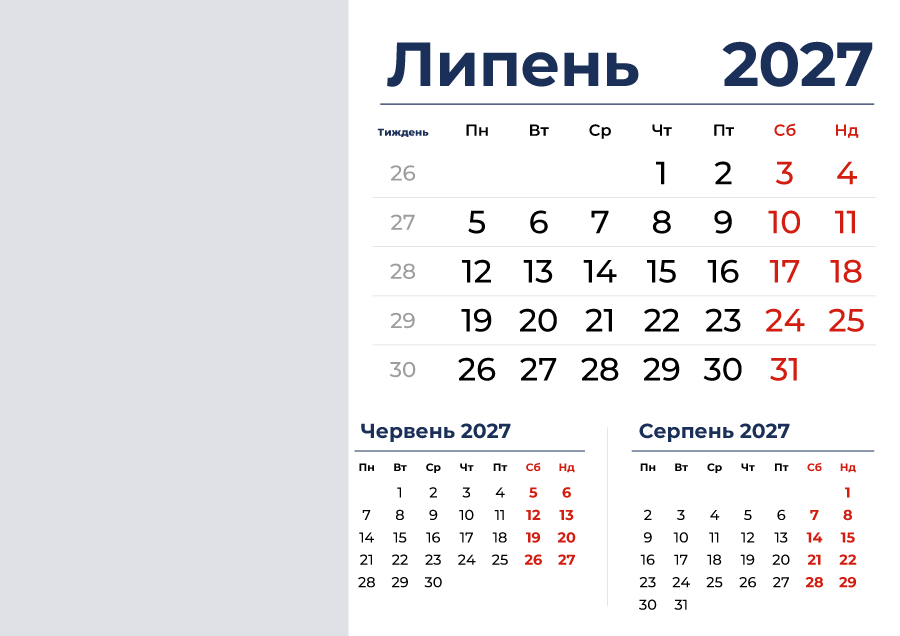 Липень 2027
Тиждень Пн Вт Ср Чт Пт Сб Нд
26 1 2 3 4
27 5 6 7 8 9 10 11
28 12 13 14 15 16 17 18
29 19 20 21 22 23 24 25
30 26 27 28 29 30 31
Червень 2027
Пн Вт Ср Чт Пт Сб Нд
1 2 3 4 5 6
7 8 9 10 11 12 13
14 15 16 17 18 19 20
21 22 23 24 25 26 27
28 29 30
Серпень 2027
Пн Вт Ср Чт Пт Сб Нд
1
2 3 4 5 6 7 8
9 10 11 12 13 14 15
16 17 18 19 20 21 22
23 24 25 26 27 28 29
30 31